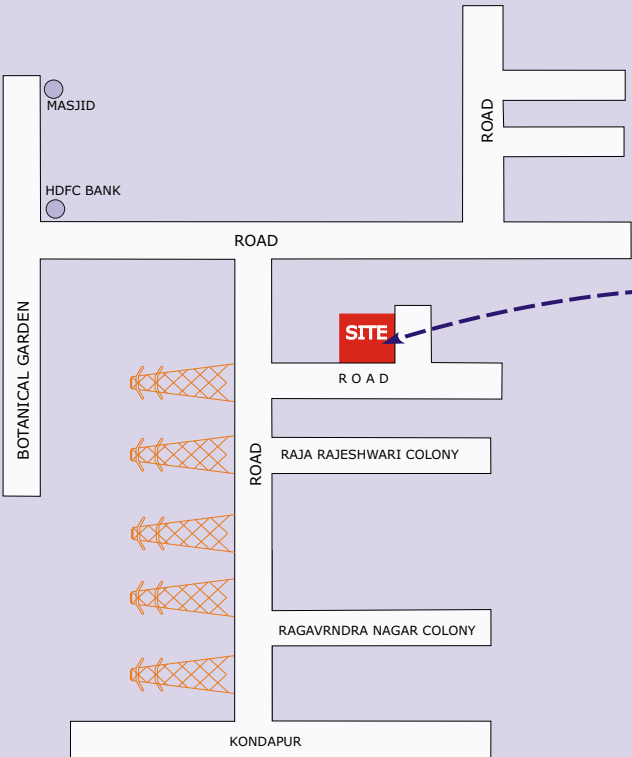 MASJID
ROAD
HDFC BANK
ROAD
SITE
ROAD
BOTANICAL GARDEN
ROAD
RAJA RAJESHWARI COLONY
RAGAVRNDRA NAGAR COLONY
KONDAPUR